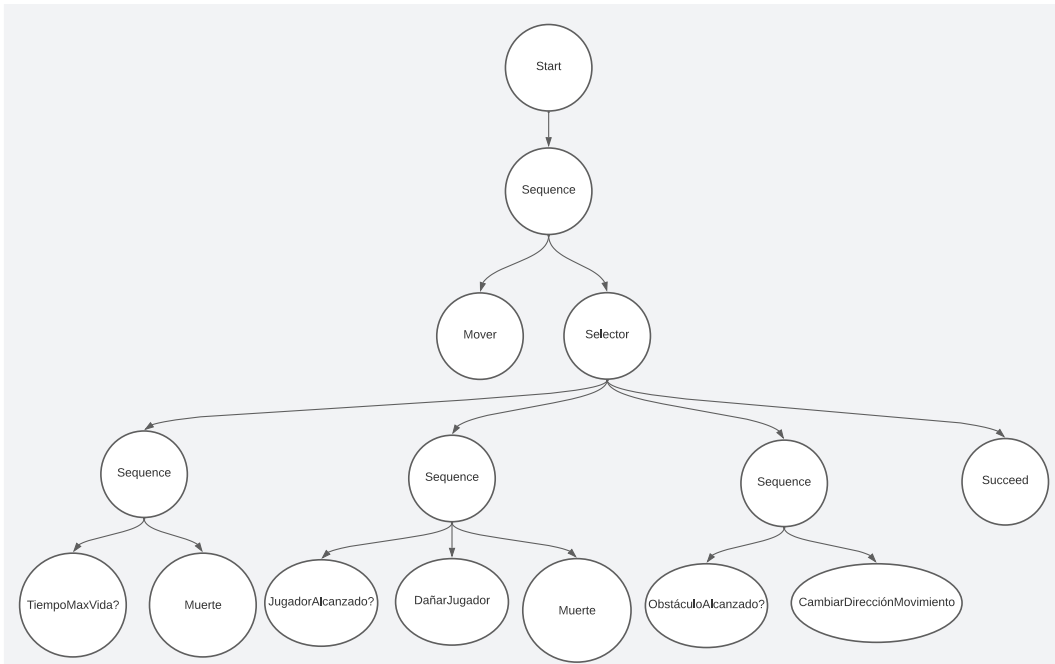 Start
Sequence
Mover
Selector
Sequence
Sequence
Sequence
Succeed
TiempoMaxVida?
Muerte
JugadorAlcanzado?
DañarJugador
Muerte
ObstáculoAlcanzado?
CambiarDirecciónMovimiento